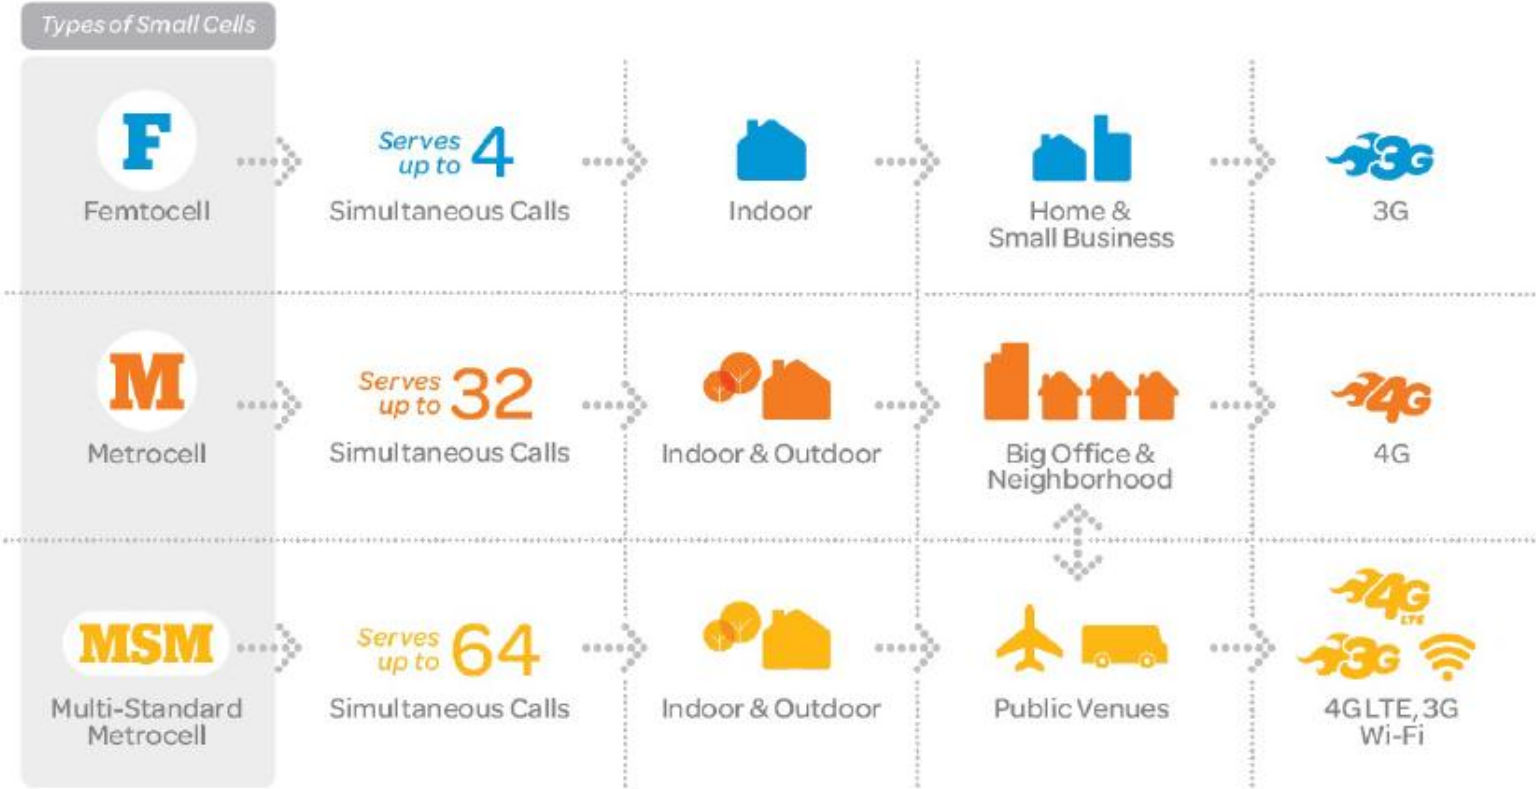 Types of Small Cells
F
Femtocell
Serves
up to 4
Simultaneous Calls
Indoor
Home &
Small Business
3G
3G
M
Metrocell
Serves
up to 32
Simultaneous Calls
Indoor & Outdoor
Big Office &
Neighborhood
4G
4G
MSM
Multi-Standard
Metrocell
Serves
up to 64
Simultaneous Calls
Indoor & Outdoor
Public Venues
4G
LTE
3G
4G LTE, 3G
Wi-Fi